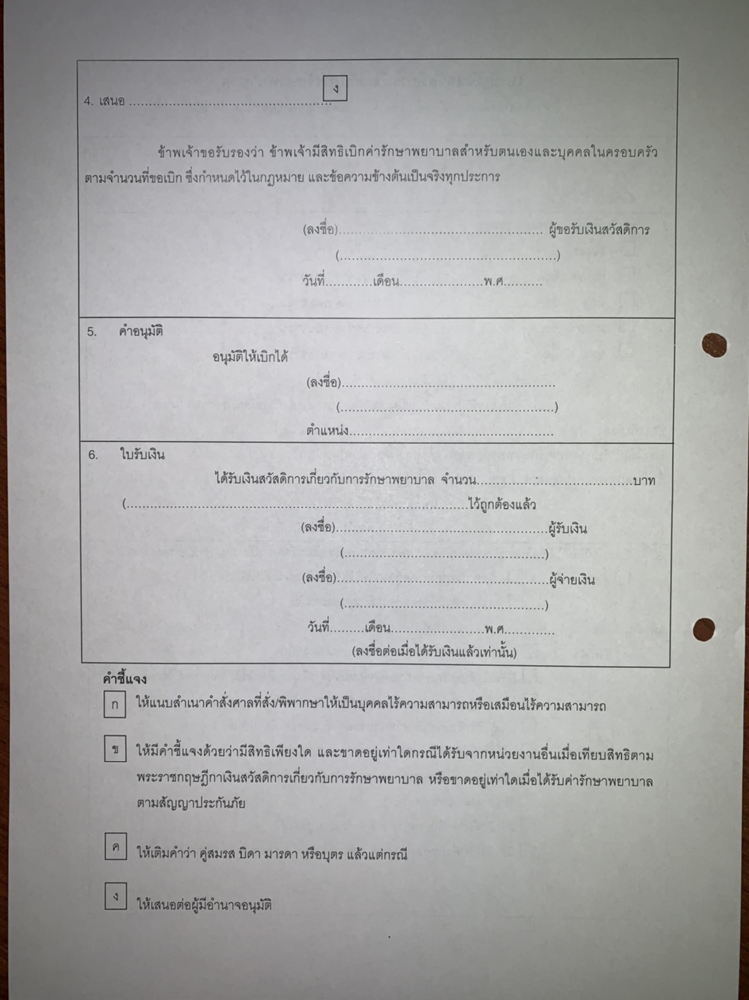 4. เสนอ .................................................... ง
ข้าพเจ้าขอรับรองว่า ข้าพเจ้ามีสิทธิเบิกค่ารักษาพยาบาลสำหรับตนเองและบุคคลในครอบครัว
ตามจำนวนที่ขอเบิก ซึ่งกำหนดไว้ในกฎหมาย และข้อความข้างต้นเป็นจริงทุกประการ
(ลงชื่อ).................................................... ผู้ขอรับเงินสวัสดิการ
(.......................................................)
วันที่............เดือน.....................พ.ศ..........
5. คำอนุมัติ
อนุมัติให้เบิกได้
(ลงชื่อ)......................................................
(......................................................)
ตำแหน่ง....................................................
6. ใบรับเงิน
ได้รับเงินสวัสดิการเกี่ยวกับการรักษาพยาบาล จำนวน........................................บาท
(......................................................................................ไว้ถูกต้องแล้ว
(ลงชื่อ)......................................................ผู้รับเงิน
(...................................................)
(ลงชื่อ)......................................................ผู้จ่ายเงิน
(...................................................)
วันที่.........เดือน........................พ.ศ.............
(ลงชื่อต่อเมื่อได้รับเงินแล้วเท่านั้น)
คำชี้แจง
ก ให้แนบสำเนาคำสั่งศาลที่สั่ง/พิพากษาให้เป็นบุคคลไร้ความสามารถหรือเสมือนไร้ความสามารถ
ข ให้มีคำชี้แจงด้วยว่ามีสิทธิเพียงใด และขาดอยู่เท่าใดกรณีได้รับจากหน่วยงานอื่นเมื่อเทียบสิทธิตาม
พระราชกฤษฎีกาเงินสวัสดิการเกี่ยวกับการรักษาพยาบาล หรือขาดอยู่เท่าใดเมื่อได้รับค่ารักษาพยาบาล
ตามสัญญาประกันภัย
ค ให้เติมคำว่า คู่สมรส บิดา มารดา หรือบุตร แล้วแต่กรณี
ง ให้เสนอต่อผู้มีอำนาจอนุมัติ